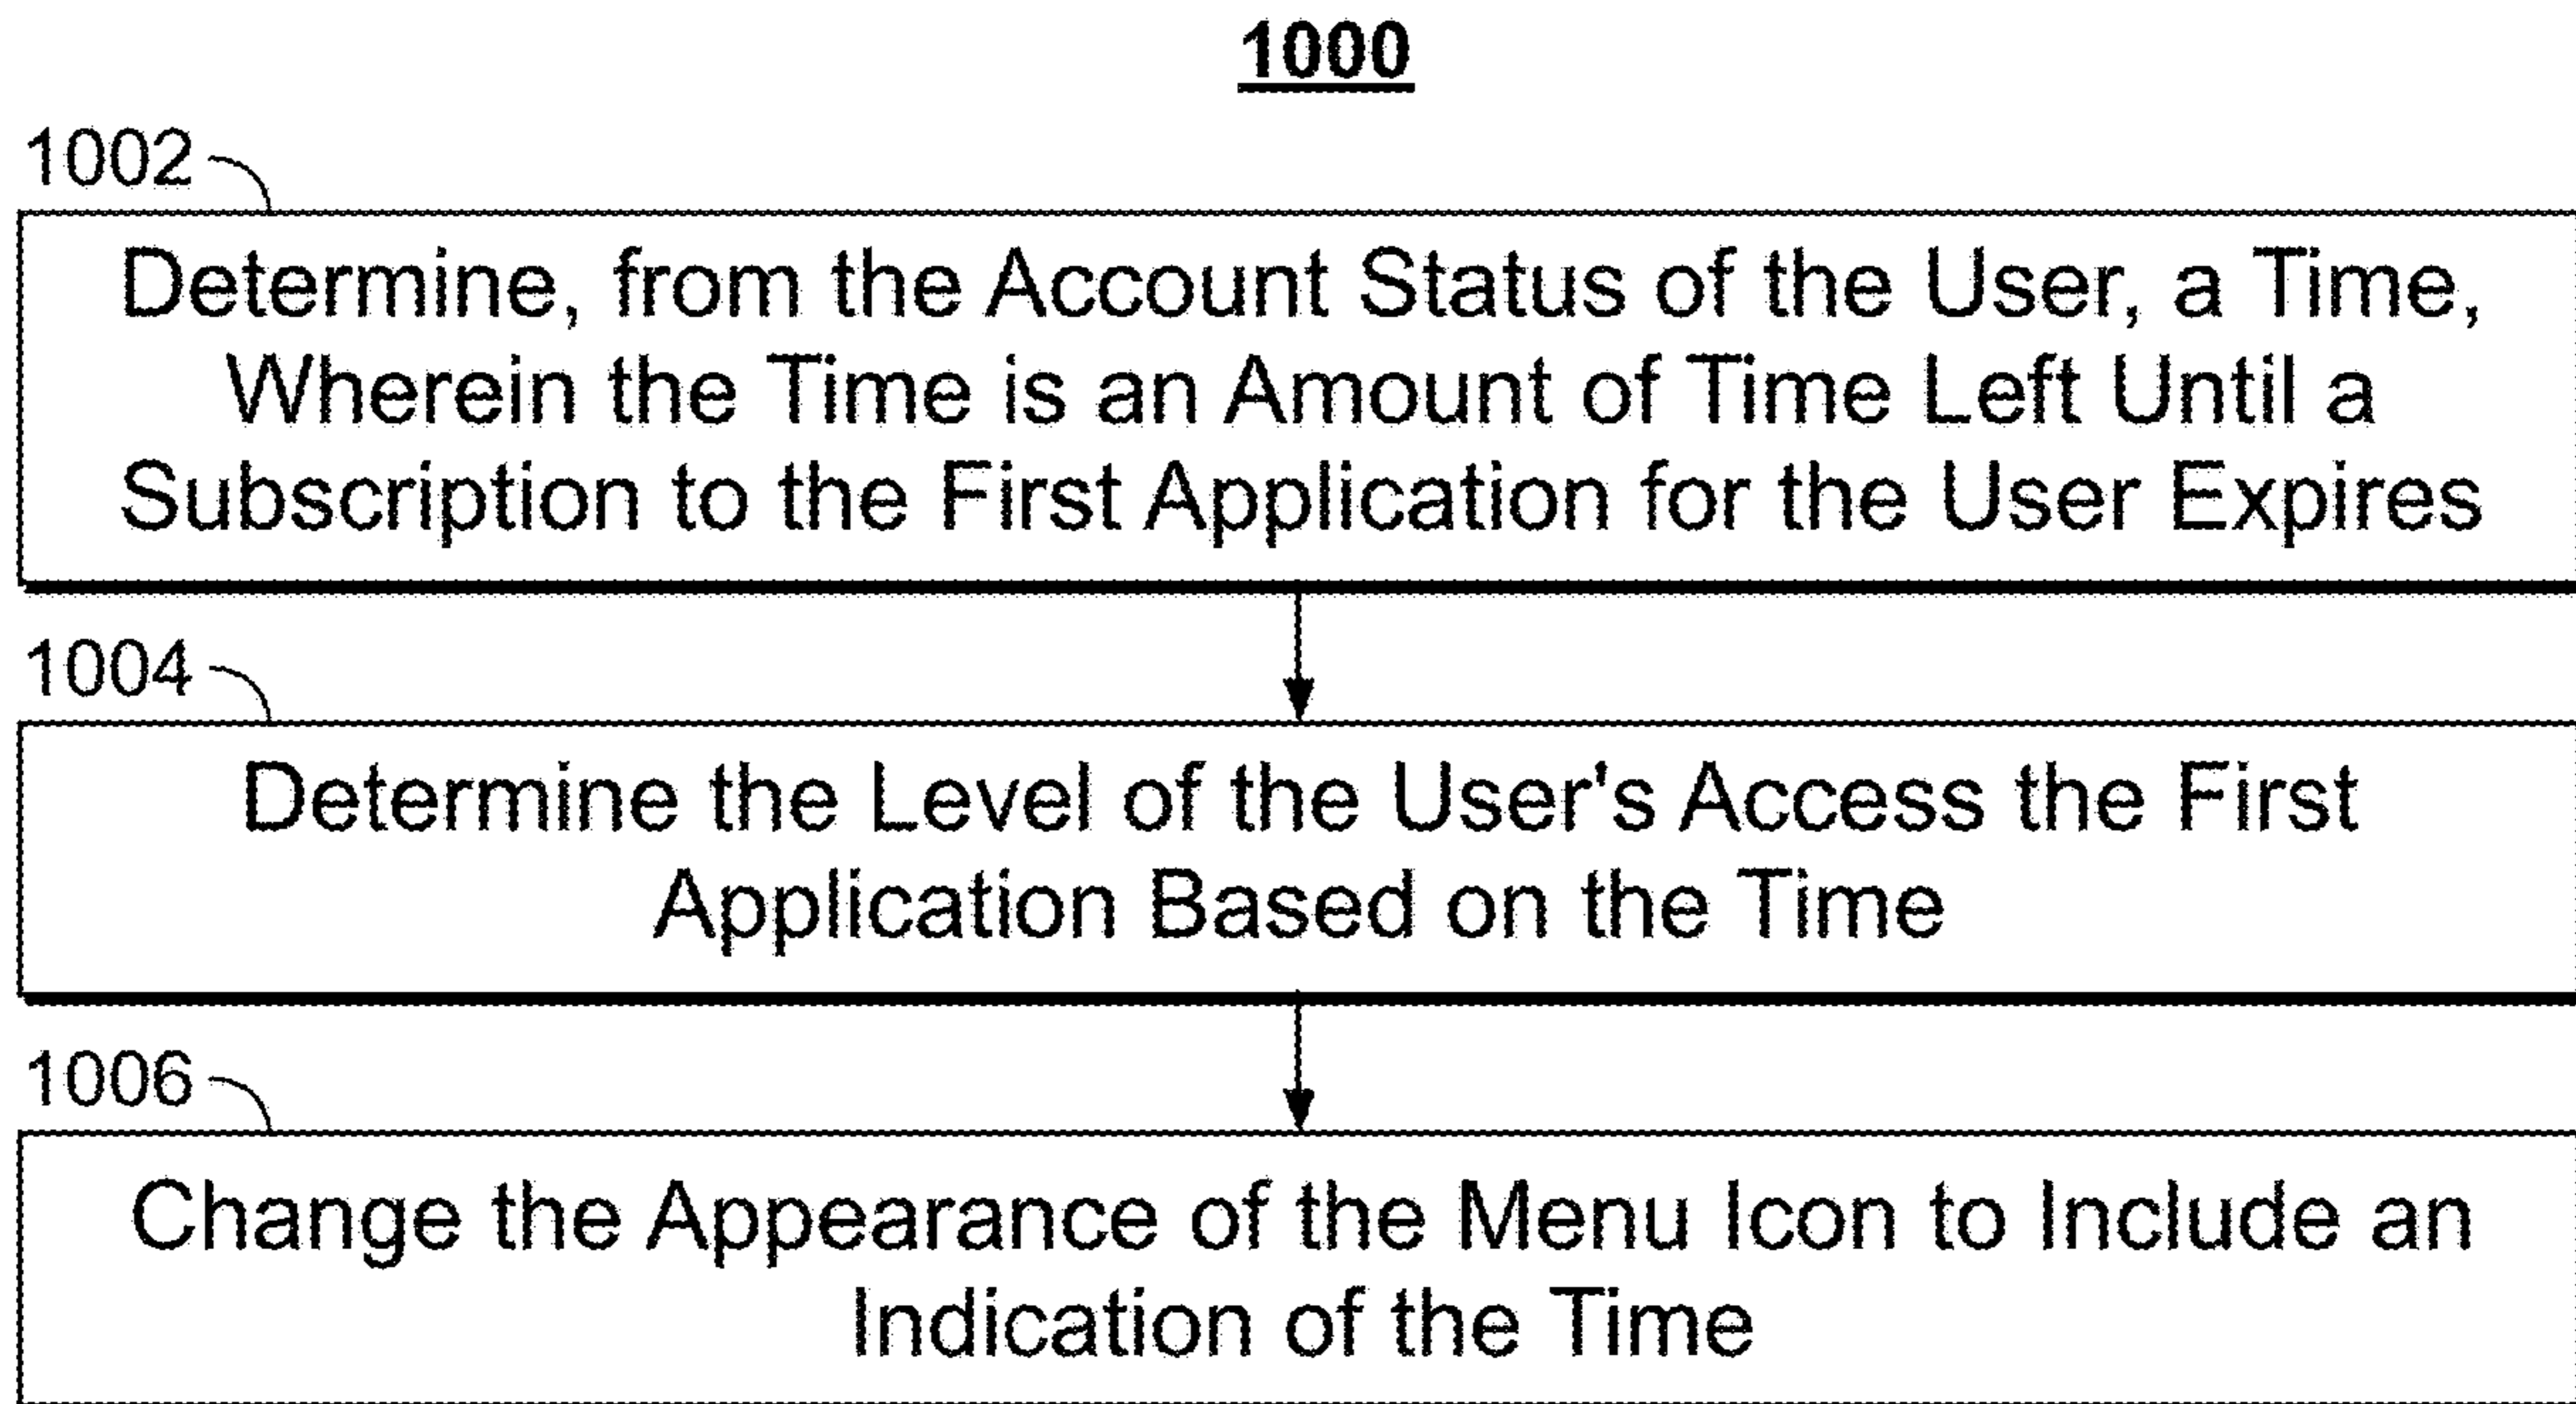 1000
1002
Determine, from the Account Status of the User, a Time,
Wherein the Time is an Amount of Time Left Until a
Subscription to the First Application for the User Expires
1004
Determine the Level of the User's Access the First
Application Based on the Time
1006
Change the Appearance of the Menu Icon to Include an
Indication of the Time